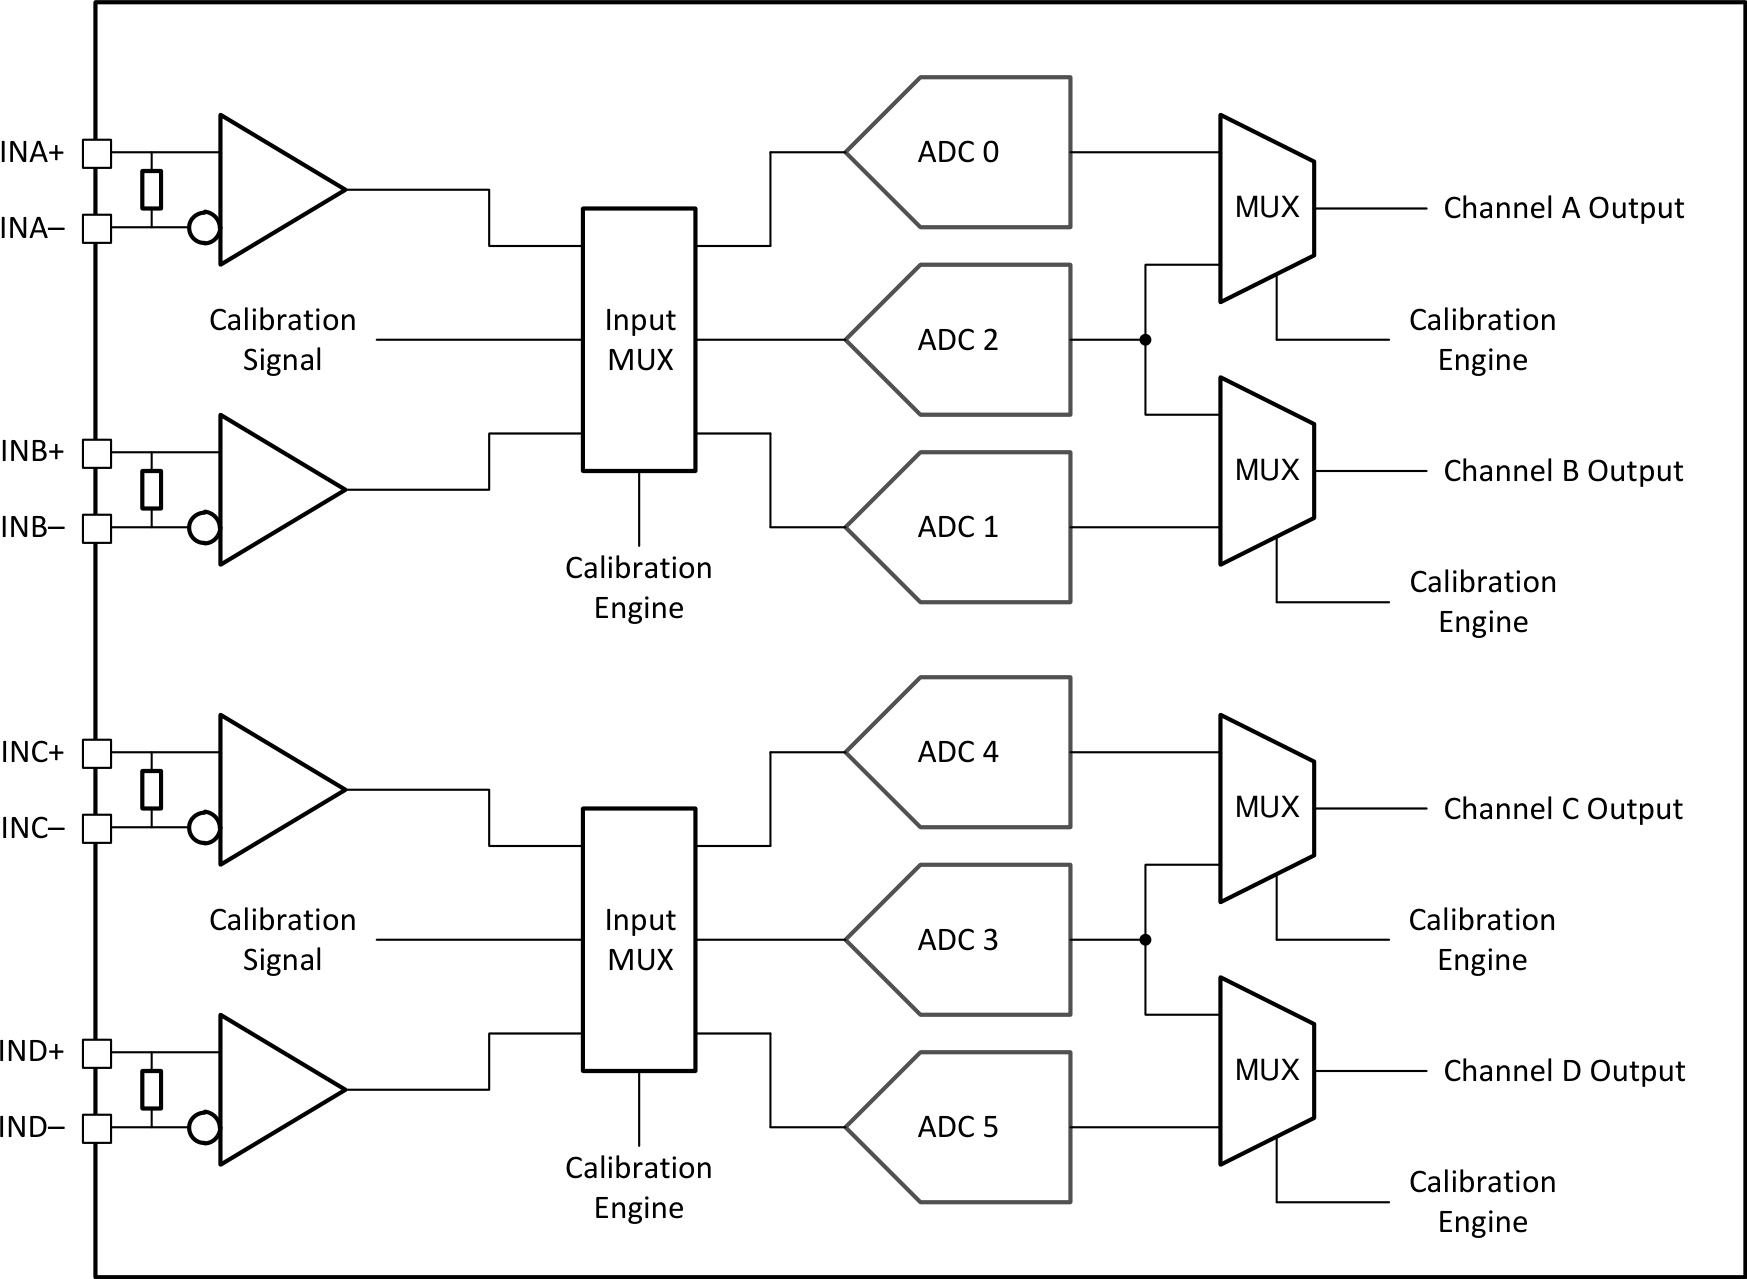 ADC 0
INA+
INA–
MUX
Channel A Output
Calibration
Signal
Input
MUX
ADC 2
Calibration
Engine
INB+
INB–
MUX
Channel B Output
ADC 1
Calibration
Engine
Calibration
Engine
ADC 4
INC+
INC–
MUX
Channel C Output
Calibration
Signal
Input
MUX
ADC 3
Calibration
Engine
IND+
IND–
MUX
Channel D Output
ADC 5
Calibration
Engine
Calibration
Engine